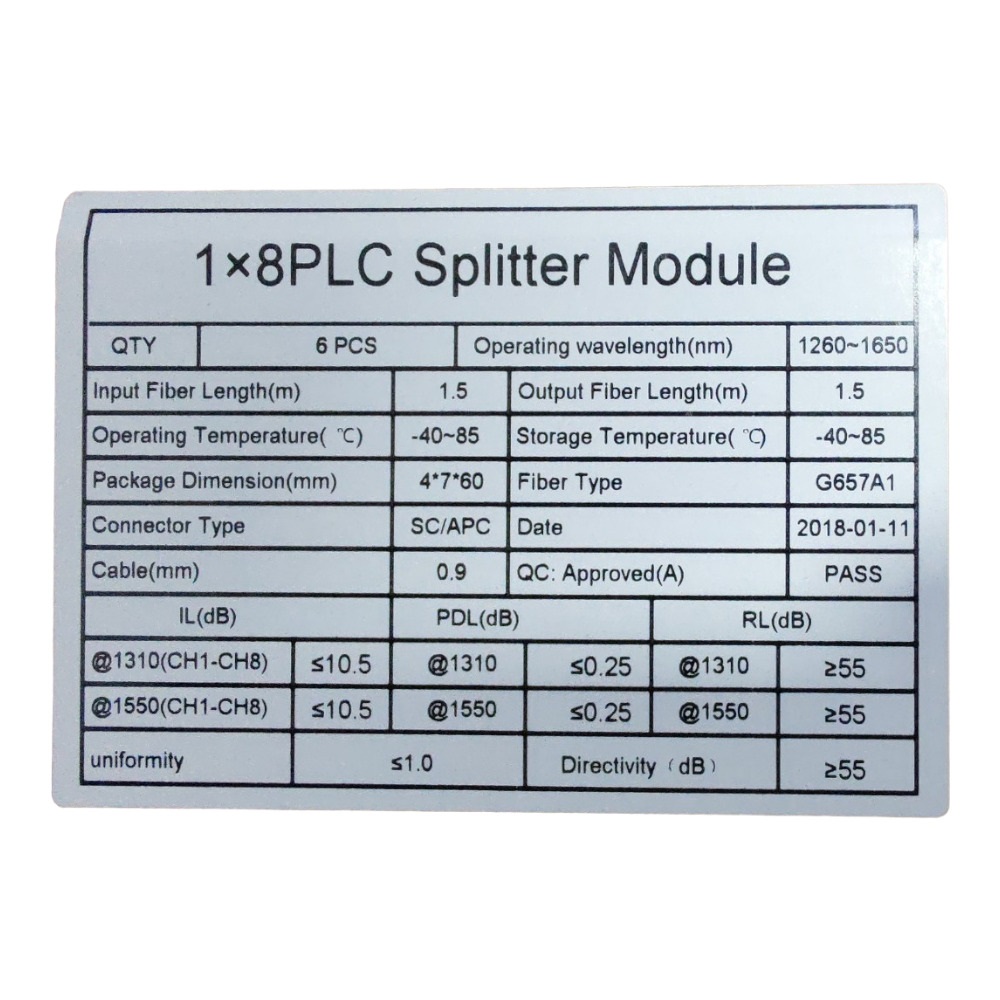 1×8PLC Splitter Module
QTY 6 PCS Operating wavelength(nm) 1260~1650
Input Fiber Length(m) 1.5 Output Fiber Length(m) 1.5
Operating Temperature( ℃) -40~85 Storage Temperature( ℃) -40~85
Package Dimension(mm) 4*7*60 Fiber Type G657A1
Connector Type SC/APC Date 2018-01-11
Cable(mm) 0.9 QC: Approved(A) PASS
IL(dB) PDL(dB) RL(dB)
@1310(CH1-CH8) ≤10.5 @1310 ≤0.25 @1310 ≥55
@1550(CH1-CH8) ≤10.5 @1550 ≤0.25 @1550 ≥55
uniformity ≤1.0 Directivity（dB） ≥55